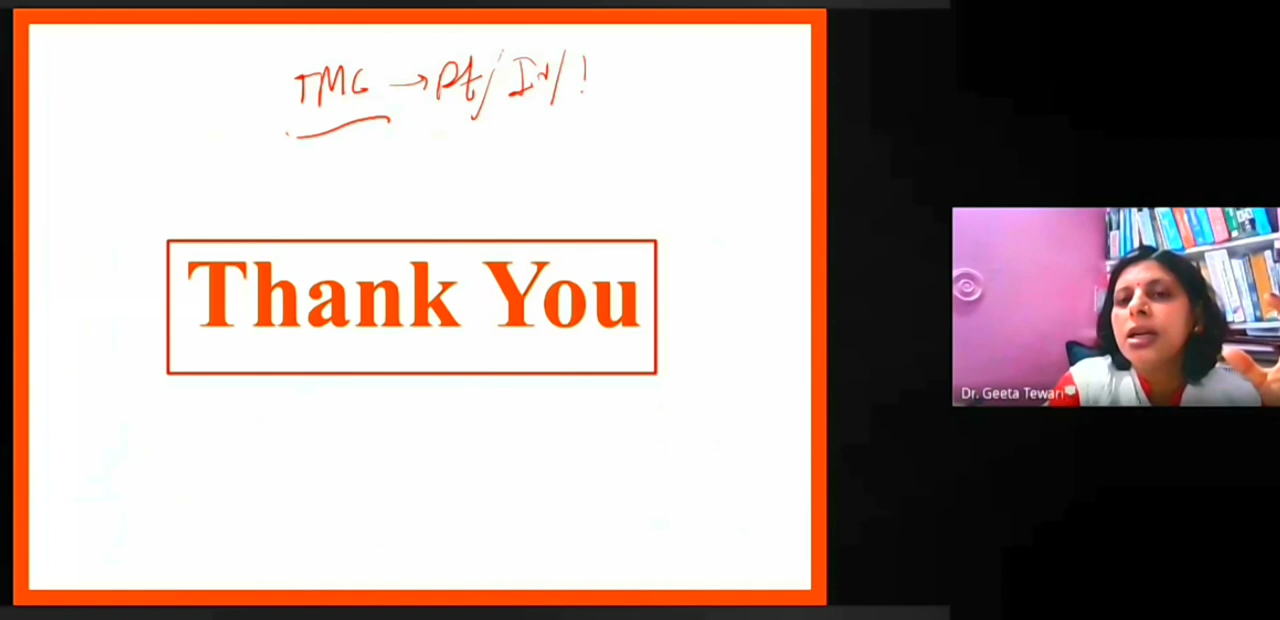 TMC → Pt/ Ir/ !
Thank You
Dr. Geeta Tewari